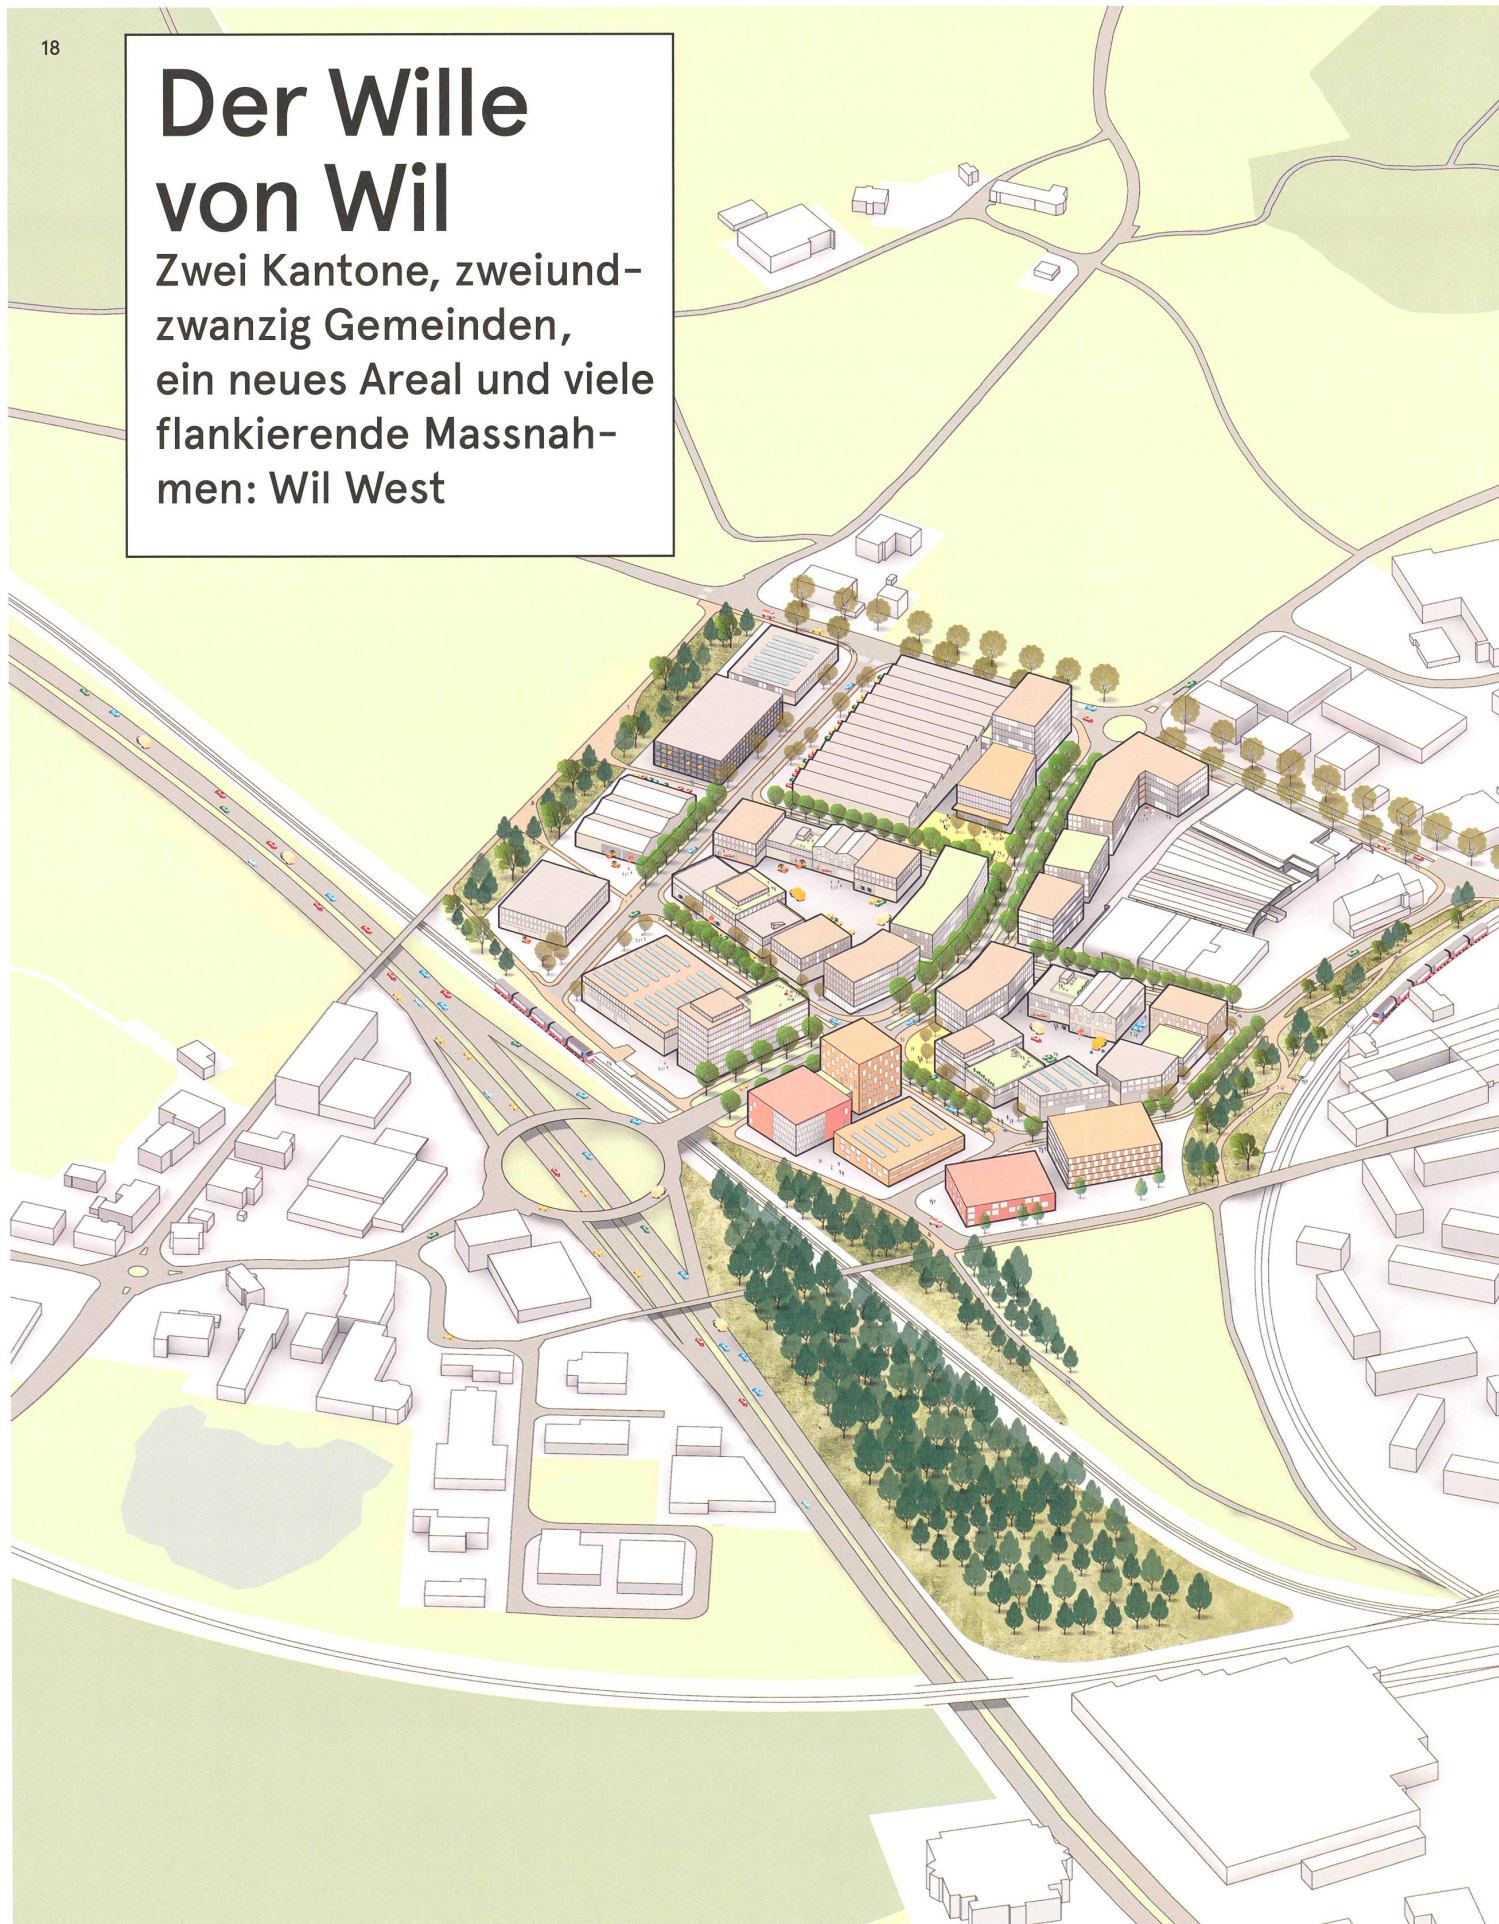 18
Der Wille
von Wil
Zwei Kantone, zweiund-
zwanzig Gemeinden,
ein neues Areal und viele
flankierende Massnah-
men: Wil West